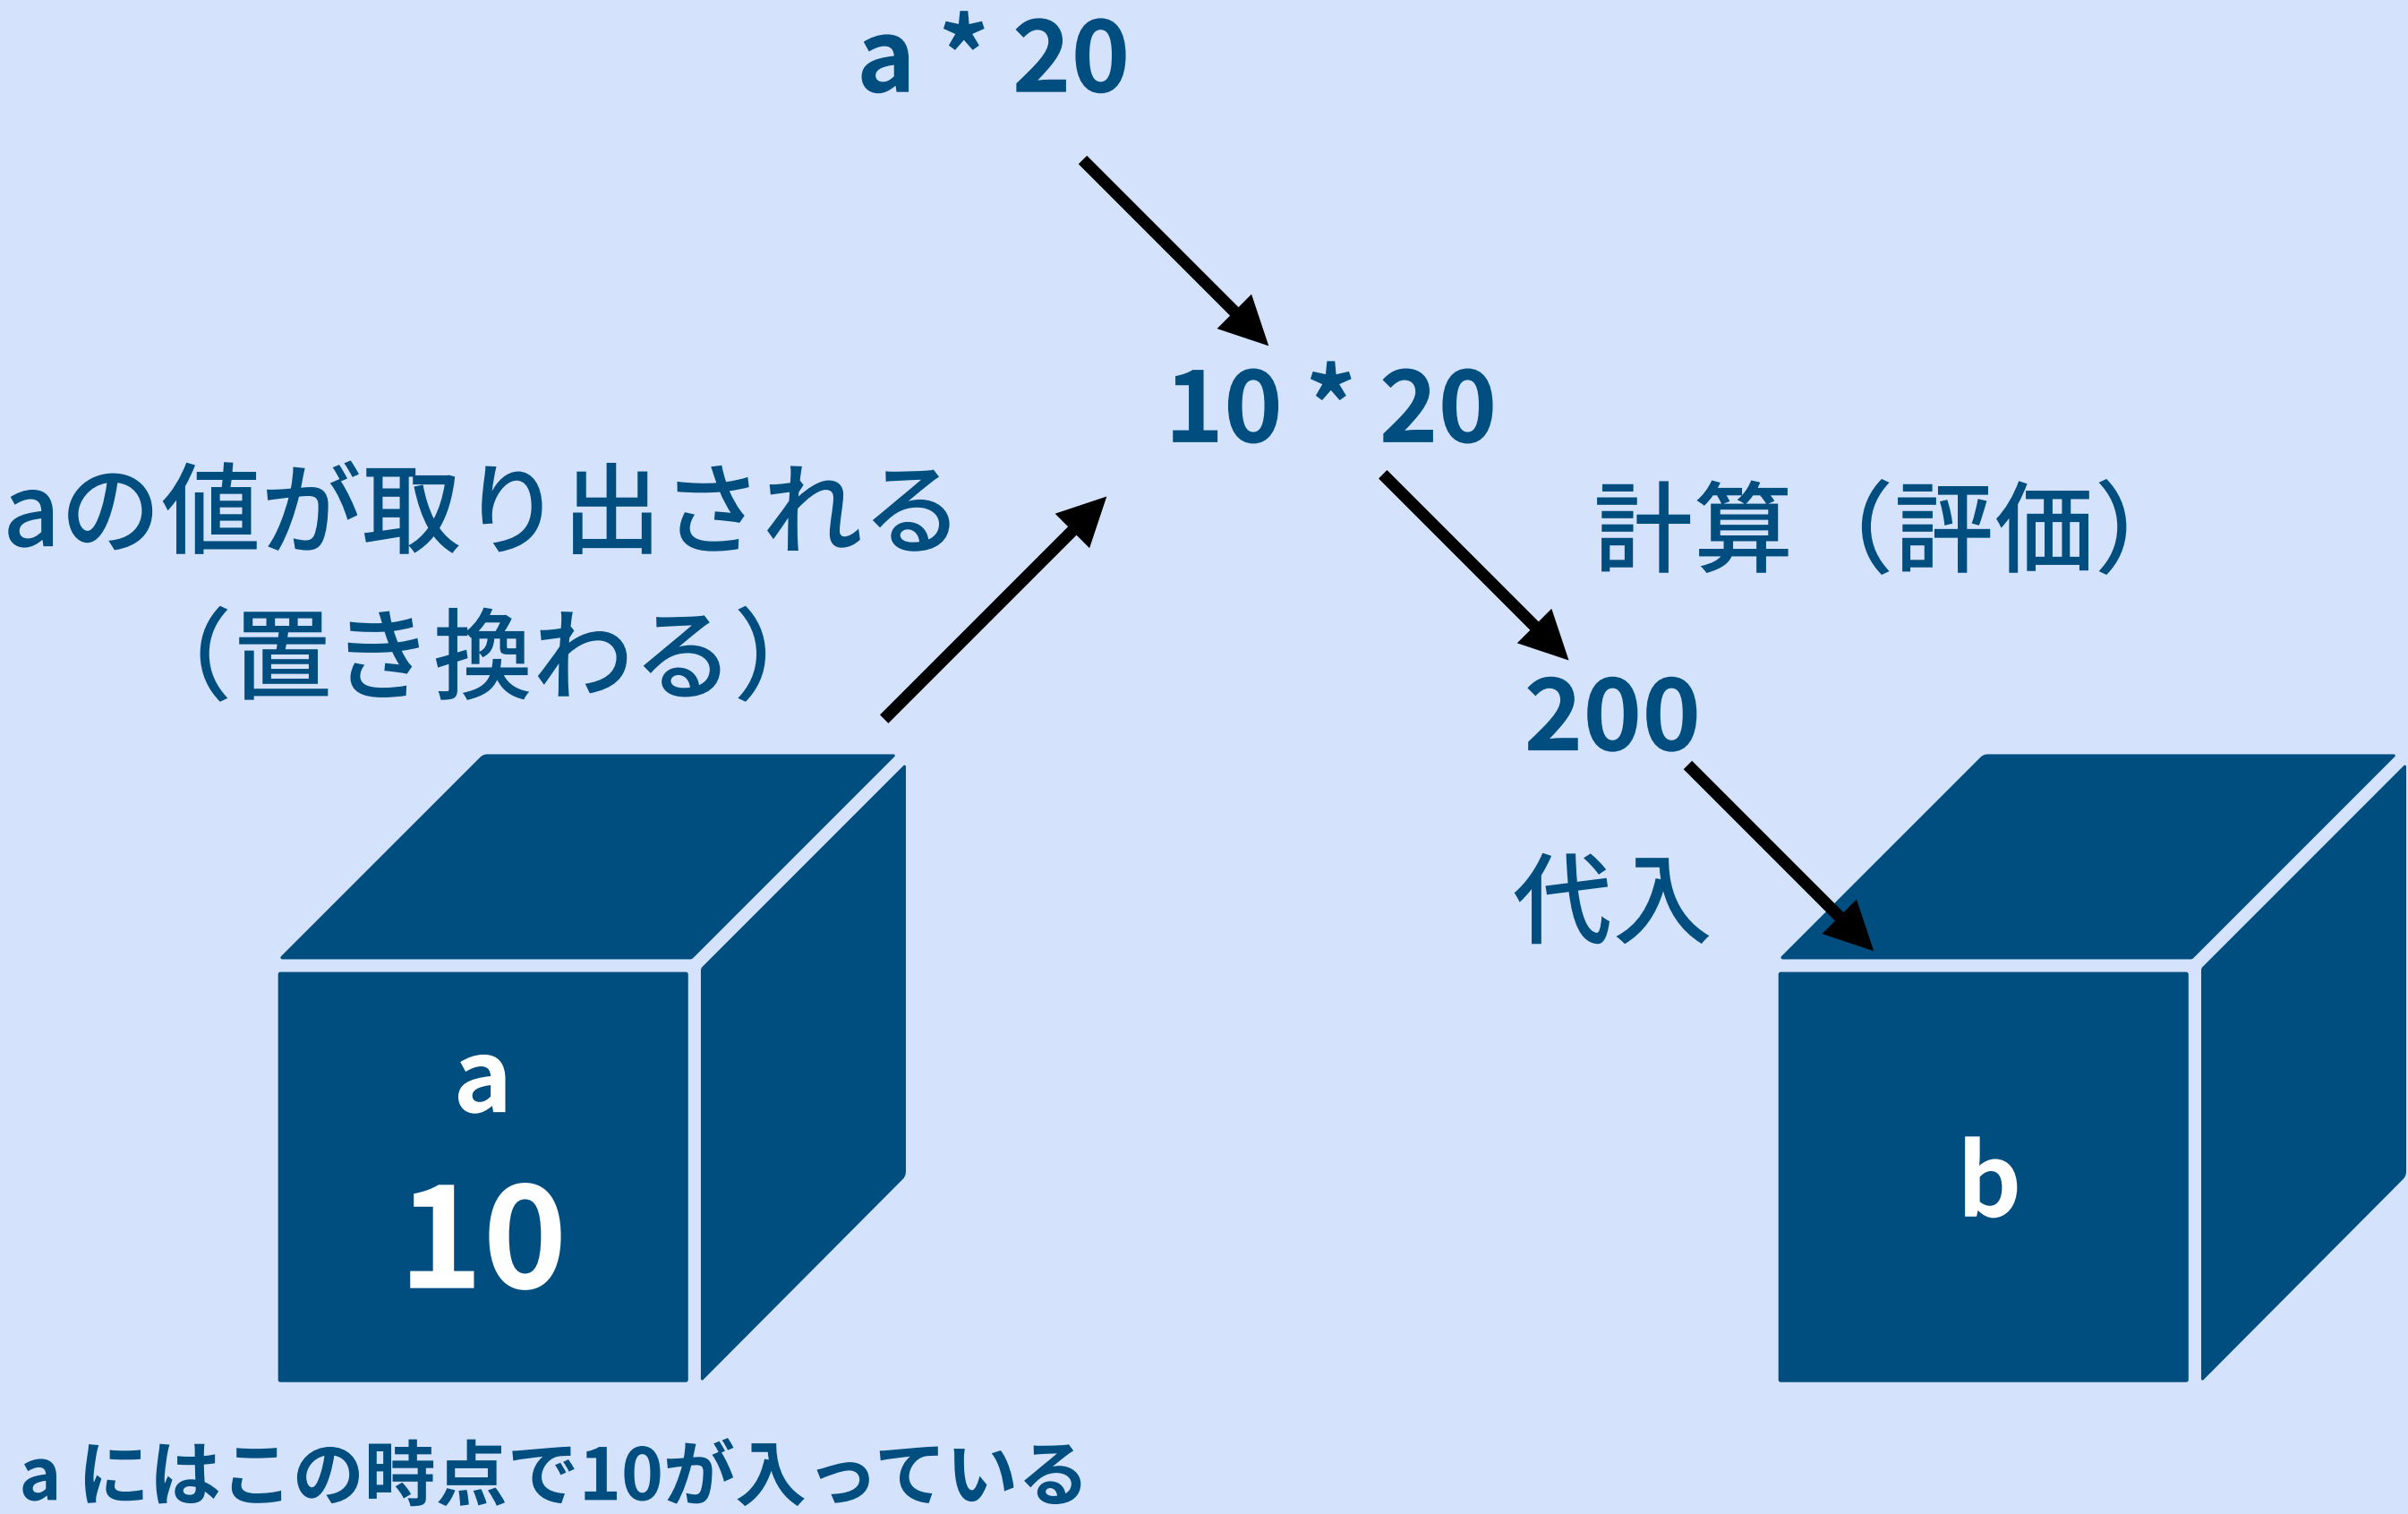 a * 20
10 * 20
aの値が取り出される
（置き換わる）
計算（評価）
200
代入
a
10
b
aにはこの時点で10が入っている